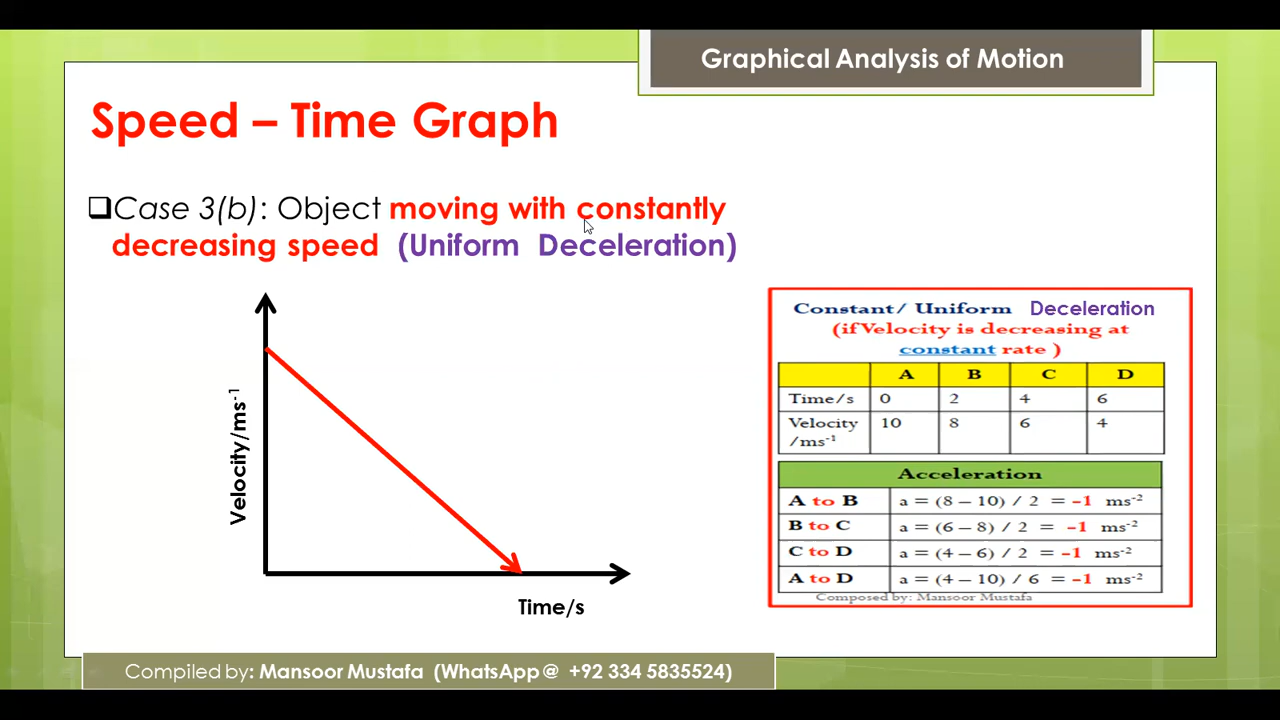 Graphical Analysis of Motion
Speed – Time Graph
Case 3(b): Object moving with constantly
decreasing speed (Uniform Deceleration)
Velocity/ms-1
Time/s
Constant/ Uniform Deceleration
(if Velocity is decreasing at
constant rate )
A B C D
Time/s 0 2 4 6
Velocity 10 8 6 4
/ms-1
Acceleration
A to B a = (8 – 10) / 2 = –1 ms-2
B to C a = (6 – 8) / 2 = –1 ms-2
C to D a = (4 – 6) / 2 = –1 ms-2
A to D a = (4 – 10) / 6 = –1 ms-2
Composed by: Mansoor Mustafa
Compiled by: Mansoor Mustafa (WhatsApp @ +92 334 5835524)